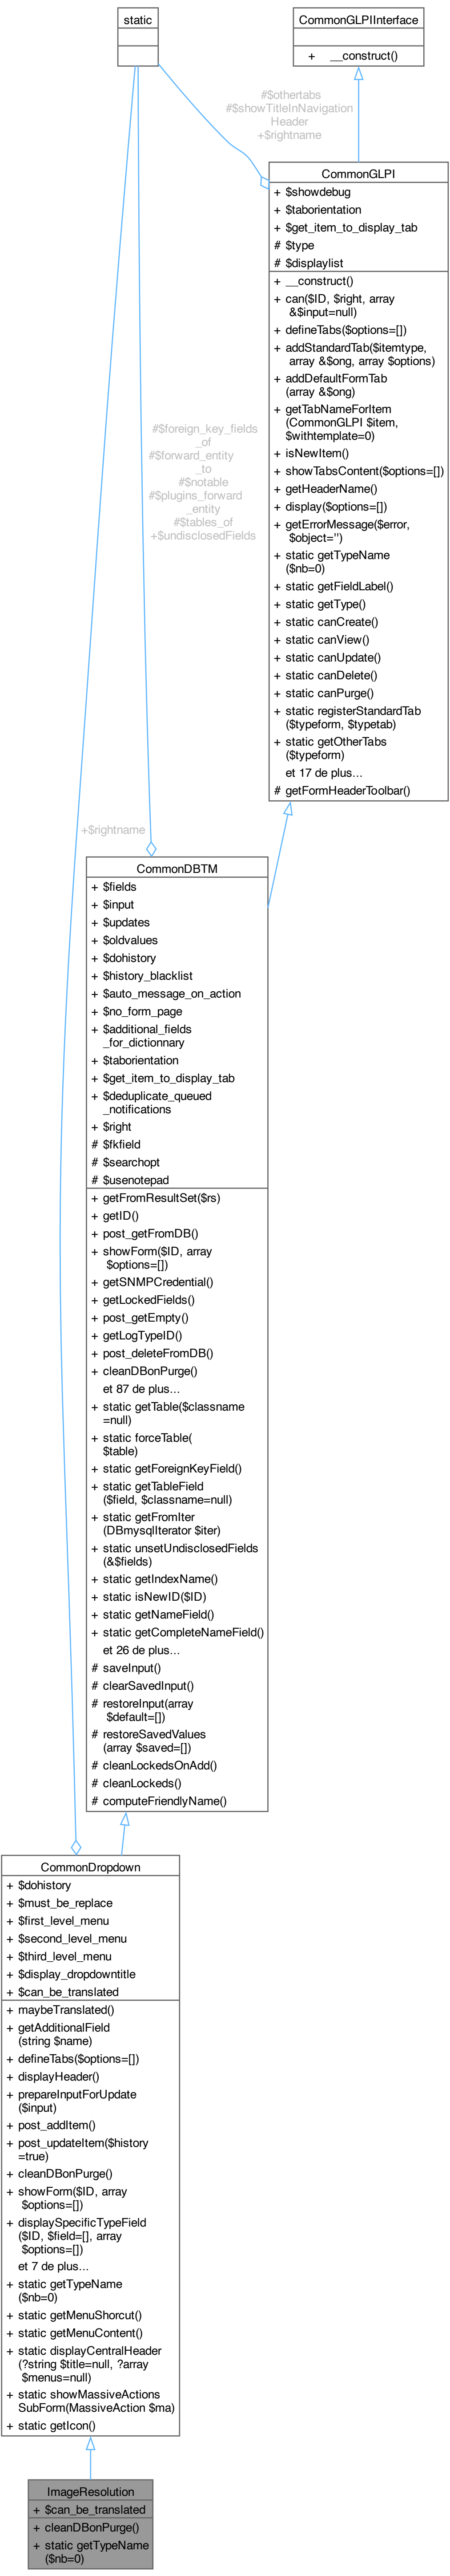 static
CommonGLPIInterface
+ __construct()
#$othertabs
#$showTitleInNavigation
Header
+$rightname
CommonGLPI
+ $showdebug
+ $taborientation
+ $get_item_to_display_tab
# $type
# $displaylist
+ __construct()
+ can($ID, $right, array
&$input=null)
+ defineTabs($options=[])
+ addStandardTab($itemtype,
array &$ong, array $options)
+ addDefaultFormTab
(array &$ong)
+ getTabNameForItem
(CommonGLPI $item,
$withtemplate=0)
+ isNewItem()
+ showTabsContent($options=[])
+ getHeaderName()
+ display($options=[])
+ getErrorMessage($error,
$object='')
+ static getTypeName
($nb=0)
+ static getFieldLabel()
+ static getType()
+ static canCreate()
+ static canView()
+ static canUpdate()
+ static canDelete()
+ static canPurge()
+ static registerStandardTab
($typeform, $typetab)
+ static getOtherTabs
($typeform)
et 17 de plus...
# getFormHeaderToolbar()
#$foreign_key_fields
_of
#$forward_entity
_to
#$notable
#$plugins_forward
_entity
#$tables_of
+$undisclosedFields
+$rightname
CommonDBTM
+ $fields
+ $input
+ $updates
+ $oldvalues
+ $dohistory
+ $history_blacklist
+ $auto_message_on_action
+ $no_form_page
+ $additional_fields
_for_dictionnary
+ $taborientation
+ $get_item_to_display_tab
+ $deduplicate_queued
_notifications
+ $right
# $fkfield
# $searchopt
# $usenotepad
+ getFromResultSet($rs)
+ getID()
+ post_getFromDB()
+ showForm($ID, array
$options=[])
+ getSNMPCredential()
+ getLockedFields()
+ post_getEmpty()
+ getLogTypeID()
+ post_deleteFromDB()
+ cleanDBonPurge()
et 87 de plus...
+ static getTable($classname
=null)
+ static forceTable(
$table)
+ static getForeignKeyField()
+ static getTableField
($field, $classname=null)
+ static getFromIter
(DBmysqlIterator $iter)
+ static unsetUndisclosedFields
(&$fields)
+ static getIndexName()
+ static isNewID($ID)
+ static getNameField()
+ static getCompleteNameField()
et 26 de plus...
# saveInput()
# clearSavedInput()
# restoreInput(array
$default=[])
# restoreSavedValues
(array $saved=[])
# cleanLockedsOnAdd()
# cleanLockeds()
# computeFriendlyName()
CommonDropdown
+ $dohistory
+ $must_be_replace
+ $first_level_menu
+ $second_level_menu
+ $third_level_menu
+ $display_dropdowntitle
+ $can_be_translated
+ maybeTranslated()
+ getAdditionalField
(string $name)
+ defineTabs($options=[])
+ displayHeader()
+ prepareInputForUpdate
($input)
+ post_addItem()
+ post_updateItem($history
=true)
+ cleanDBonPurge()
+ showForm($ID, array
$options=[])
+ displaySpecificTypeField
($ID, $field=[], array
$options=[])
et 7 de plus...
+ static getTypeName
($nb=0)
+ static getMenuShorcut()
+ static getMenuContent()
+ static displayCentralHeader
(?string $title=null, ?array
$menus=null)
+ static showMassiveActions
SubForm(MassiveAction $ma)
+ static getIcon()
ImageResolution
+ $can_be_translated
+ cleanDBonPurge()
+ static getTypeName
($nb=0)